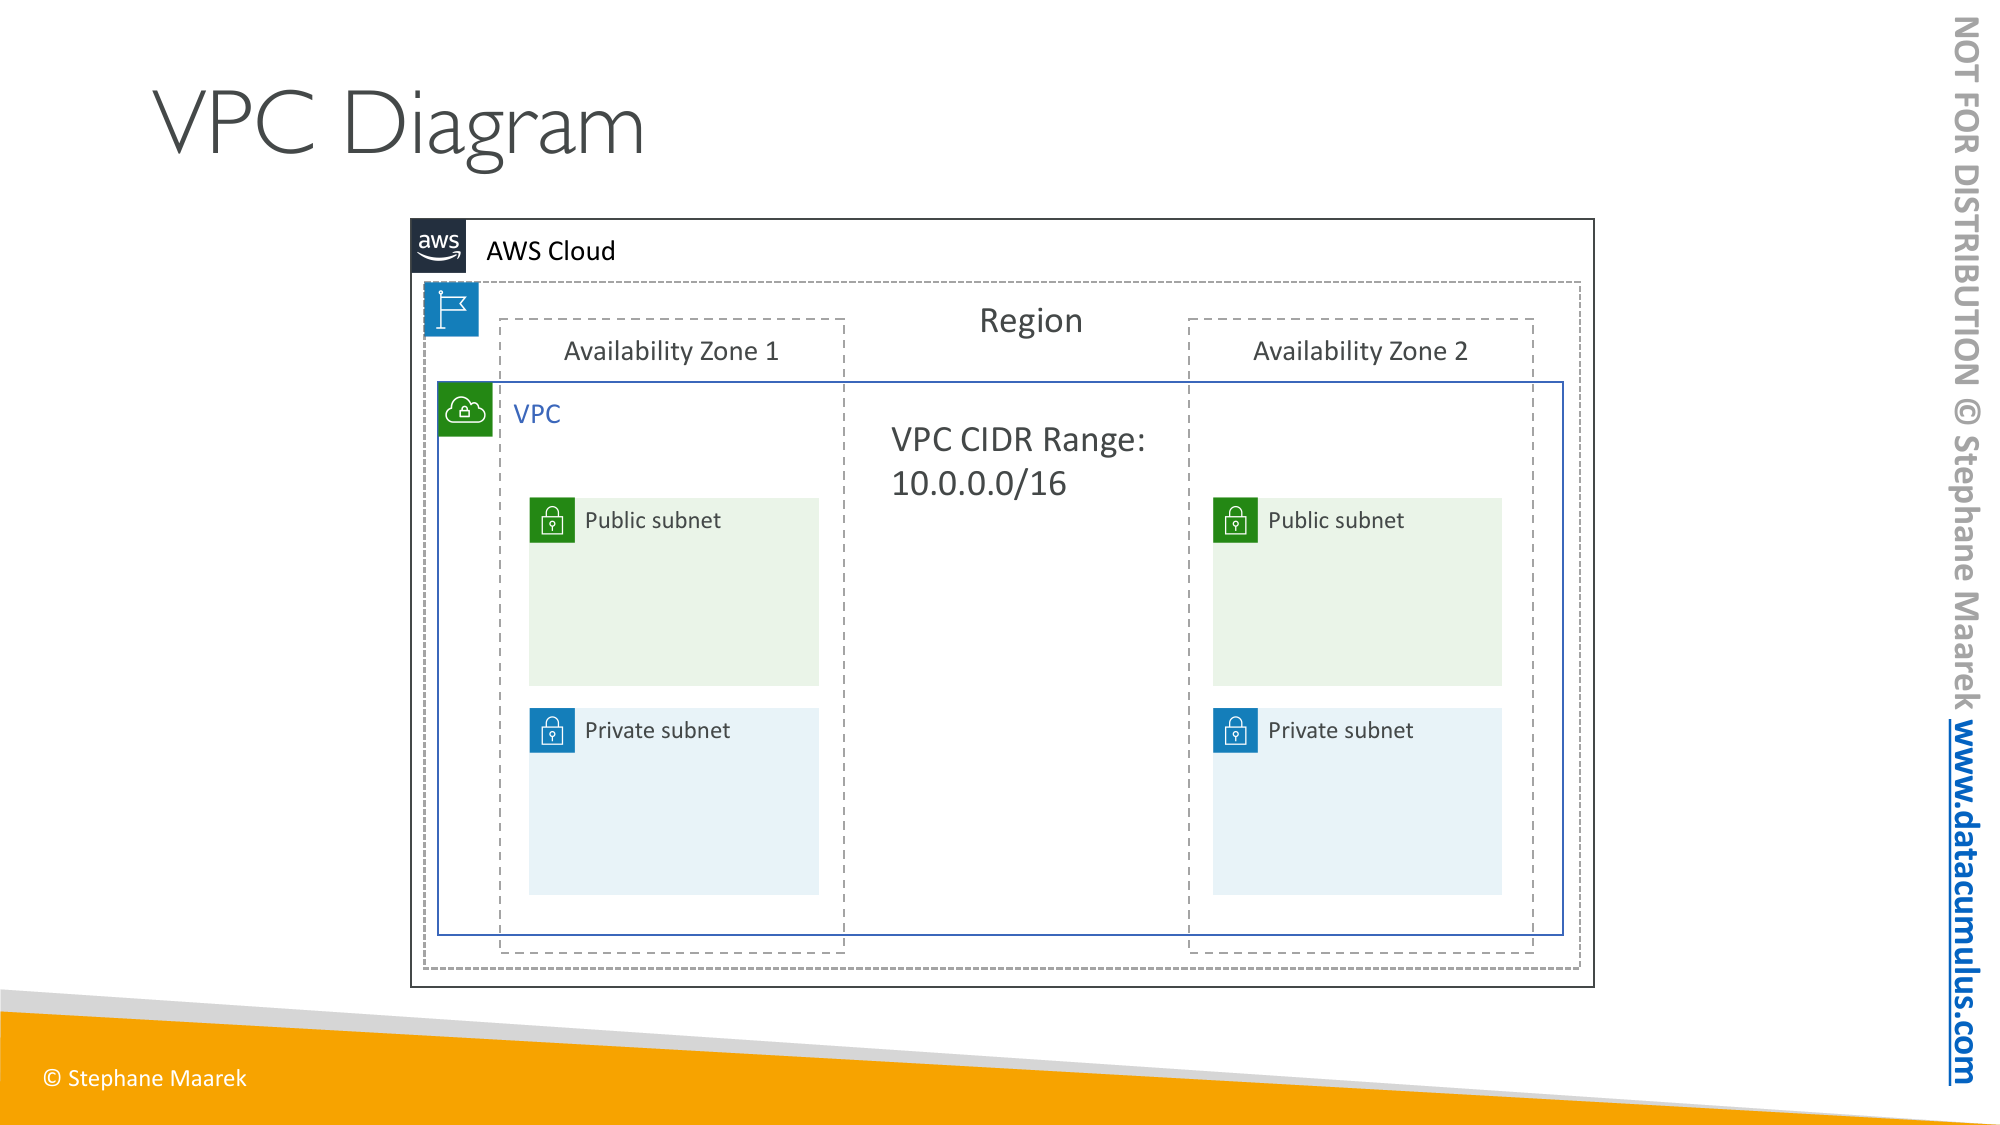 VPC Diagram
aws
AWS Cloud
Region
Availability Zone 1
Availability Zone 2
VPC
VPC CIDR Range:
10.0.0.0/16
Public subnet
Public subnet
Private subnet
Private subnet
© Stephane Maarek
NOT FOR DISTRIBUTION © Stephane Maarek www.datacumulus.com